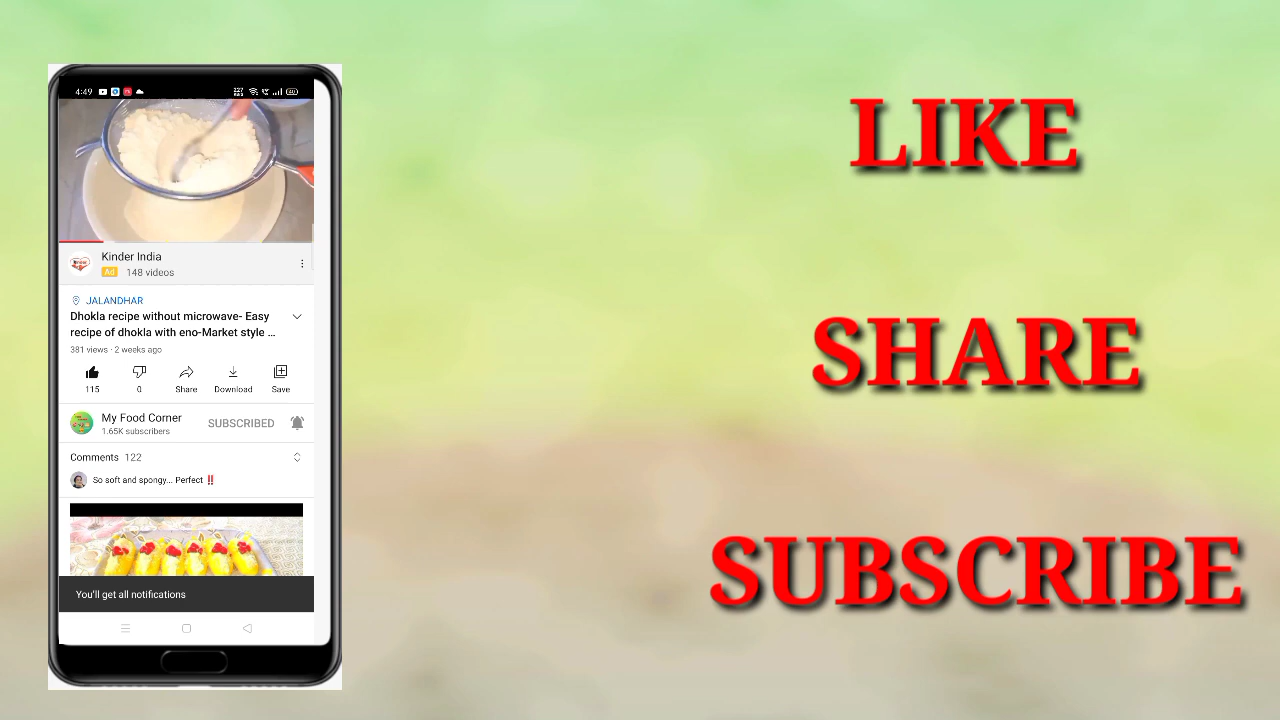 4:49
Kinder India
Ad 148 videos
JALANDHAR
Dhokla recipe without microwave- Easy
recipe of dhokla with eno-Market style ...
381 views · 2 weeks ago
115 0 Share Download Save
My Food Corner
1.65K subscribers
SUBSCRIBED
Comments 122
So soft and spongy... Perfect ‼️
You'll get all notifications
LIKE
SHARE
SUBSCRIBE